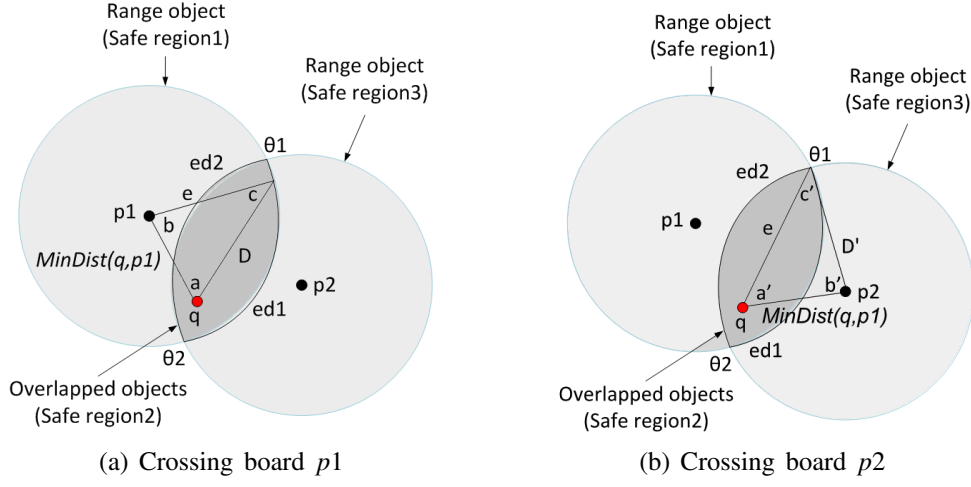 Range object
(Safe region1)
Range object
(Safe region3)
θ1
ed2
e
c
p1
b
MinDist(q,p1)
D
a
p2
q
ed1
θ2
Overlapped objects
(Safe region2)
(a) Crossing board p1
Range object
(Safe region1)
Range object
(Safe region3)
θ1
ed2
c'
p1
e
D'
b'
a'
p2
MinDist(q,p1)
q
ed1
θ2
Overlapped objects
(Safe region2)
(b) Crossing board p2